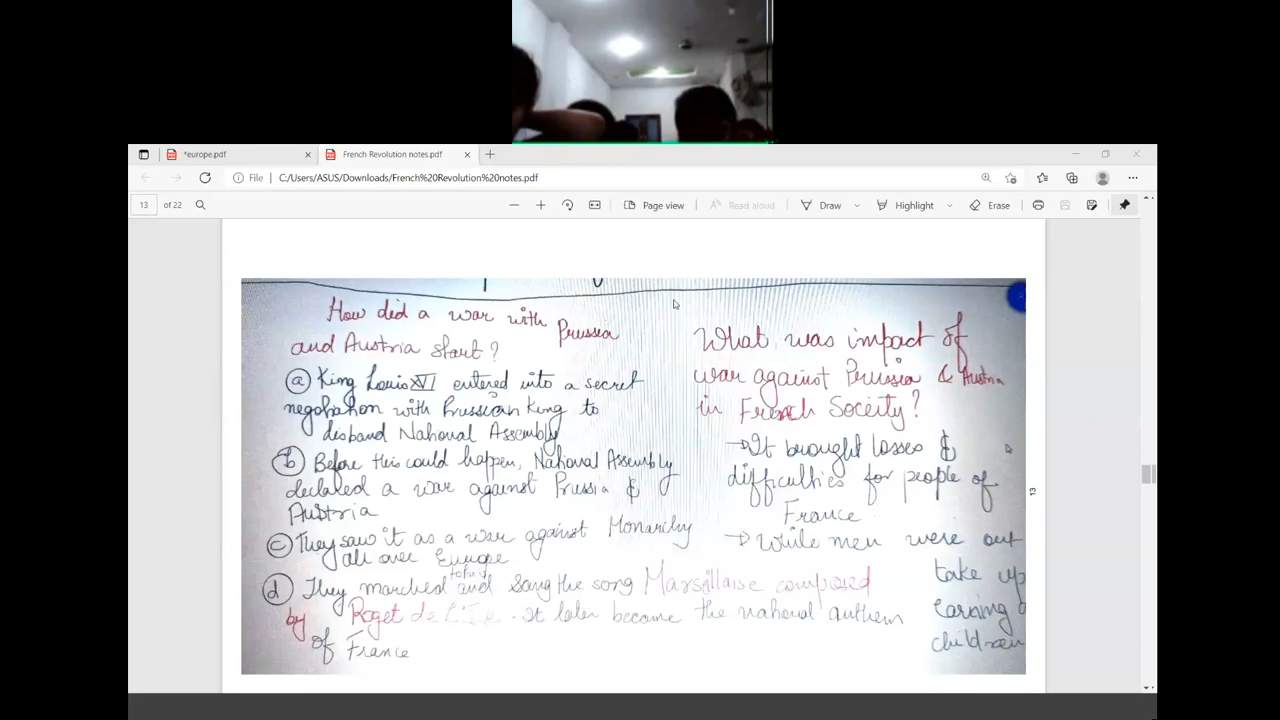 *europe.pdf
French Revolution notes.pdf
File
C:/Users/ASUS/Downloads/French%20Revolution%20notes.pdf
13 of 22
Page view
Read aloud
Draw
Highlight
Erase
How did a war with Prussia
and Austria start?
(a) King Louis XVI entered into a secret
negotiation with Prussian King to
disband National Assembly
(b) Before this could happen, National Assembly
declared a war against Prussia &
Austria
(c) They saw it as a war against Monarchy
all over Europe
(d) They marched and sang the song Marsillaise composed
by Roget de . It later became the national anthem
of France
What was impact of
war against Prussia & Austria
in French Soceity?
→ It brought losses &
difficulties for people of
France
→ While men were out
take up
earning
children
13